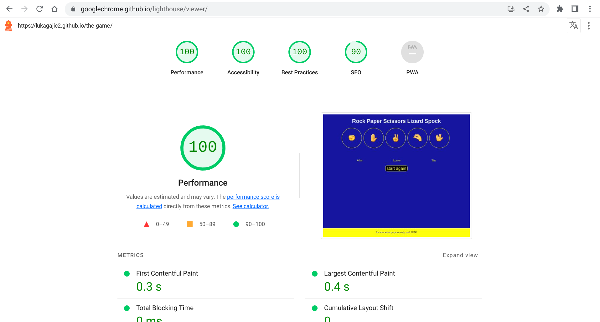 googlechrome.github.io/lighthouse/viewer/
https://lukagajic2.github.io/the-game/
100 100 100 90
Performance Accessibility Best Practices SEO PWA
100
Performance
Values are estimated and may vary. The performance score is
calculated directly from these metrics. See calculator.
0–49 50–89 90–100
Rock Paper Scissors Lizard Spock
start again!
METRICS
Expand view
First Contentful Paint
0.3 s
Largest Contentful Paint
0.4 s
Total Blocking Time
0 ms
Cumulative Layout Shift
0